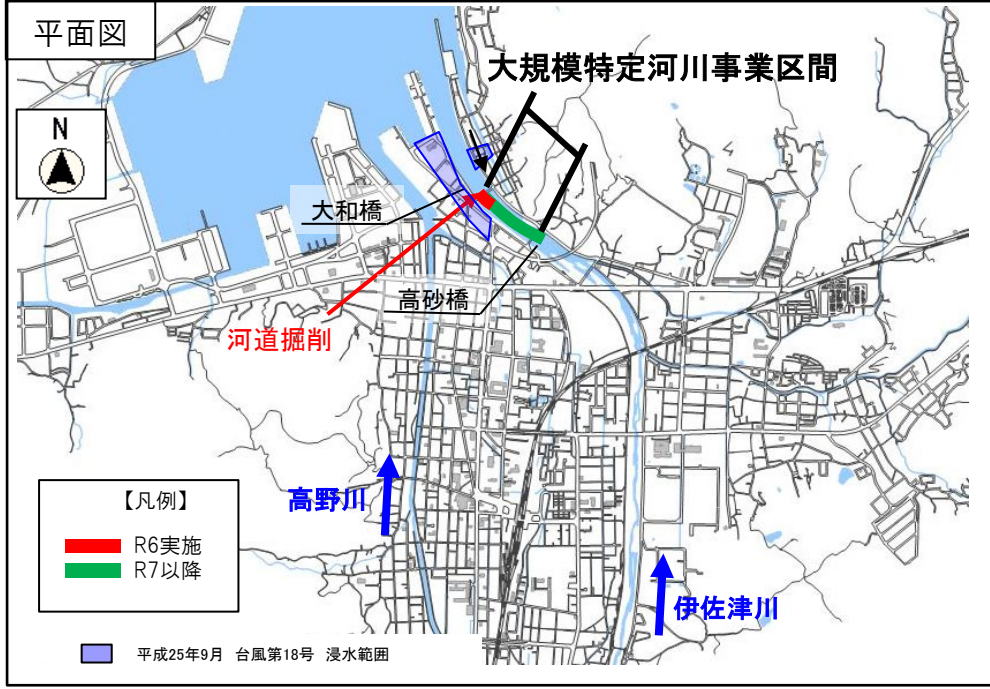 平面図
大規模特定河川事業区間
N
大和橋
高砂橋
河道掘削
高野川
伊佐津川
【凡例】
R6実施
R7以降
平成25年9月 台風第18号 浸水範囲